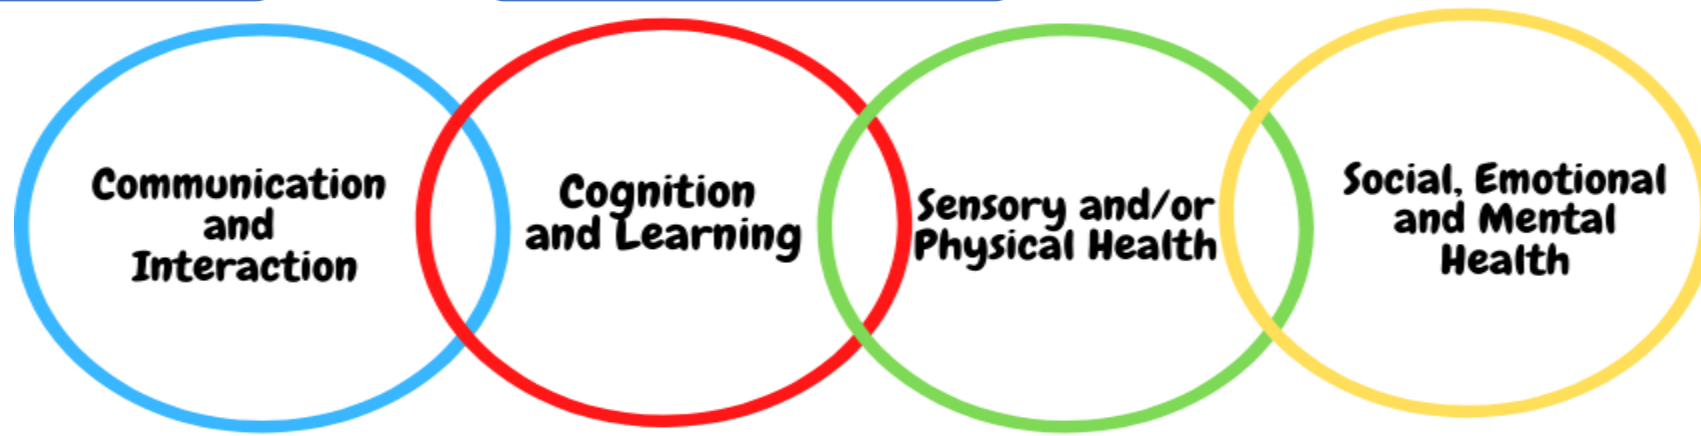 Communication
and
Interaction
Cognition
and Learning
Sensory and/or
Physical Health
Social, Emotional
and Mental
Health